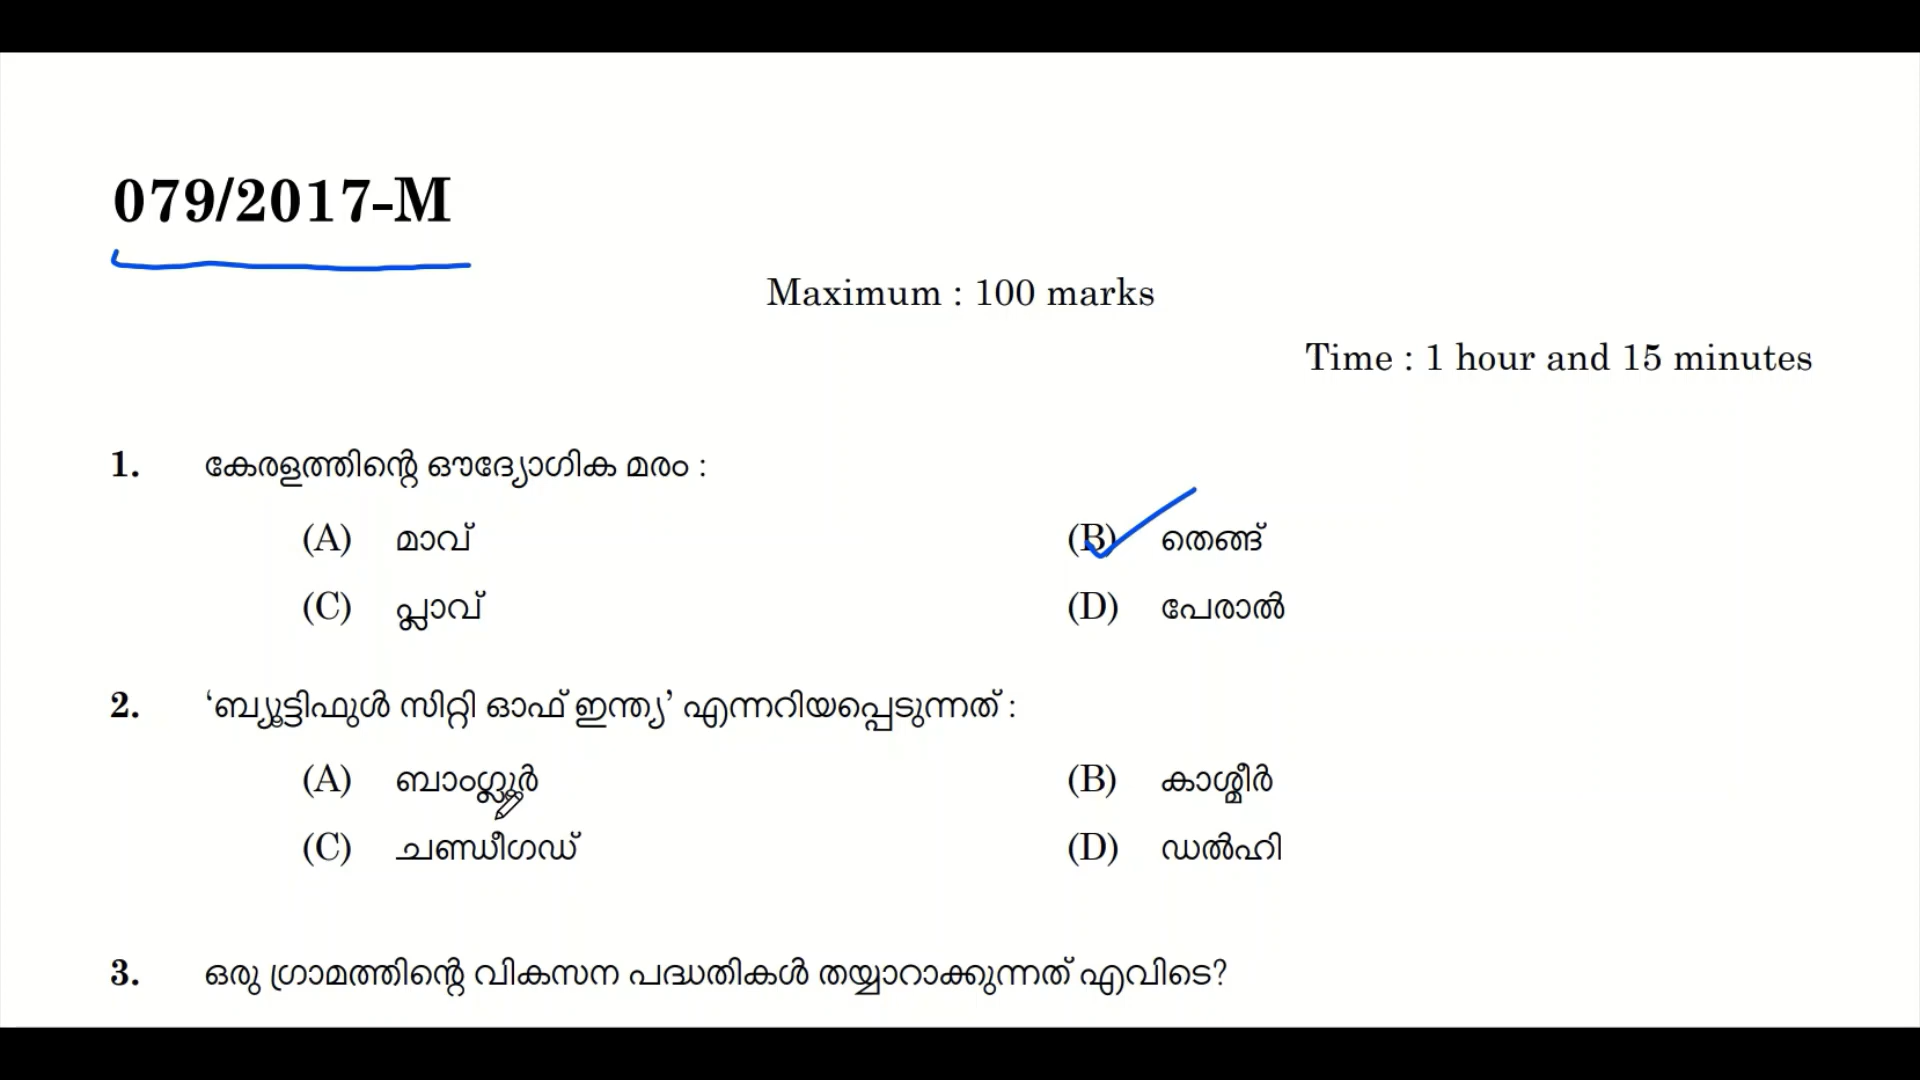 079/2017-M
Maximum : 100 marks
Time : 1 hour and 15 minutes
1. കേരളത്തിന്റെ ഔദ്യോഗിക മരം :
(A) മാവ് (B) തെങ്ങ്
(C) പ്ലാവ് (D) പേരാൽ
2. ‘ബ്യൂട്ടിഫുൾ സിറ്റി ഓഫ് ഇന്ത്യ’ എന്നറിയപ്പെടുന്നത് :
(A) ബാംഗ്ലൂർ (B) കാശ്മീർ
(C) ചണ്ഡീഗഡ് (D) ഡൽഹി
3. ഒരു ഗ്രാമത്തിന്റെ വികസന പദ്ധതികൾ തയ്യാറാക്കുന്നത് എവിടെ?